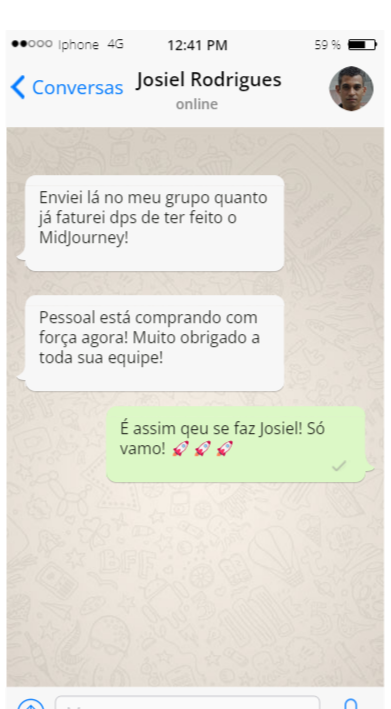 Iphone 4G 12:41 PM 59 %
Conversas Josiel Rodrigues
online
Enviei lá no meu grupo quanto
já faturei dps de ter feito o
MidJourney!
Pessoal está comprando com
força agora! Muito obrigado a
toda sua equipe!
É assim qeu se faz Josiel! Só
vamo! 🚀 🚀 🚀
BFF